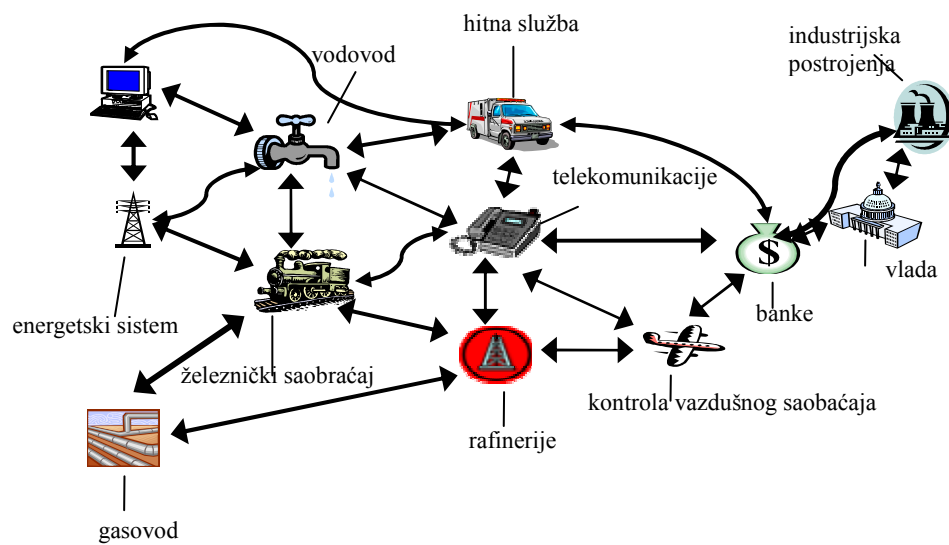 hitna služba
vodovod
industrijska
postrojenja
telekomunikacije
vlada
banke
energetski sistem
železnički saobraćaj
kontrola vazdušnog saobaćaja
rafinerije
gasovod
$